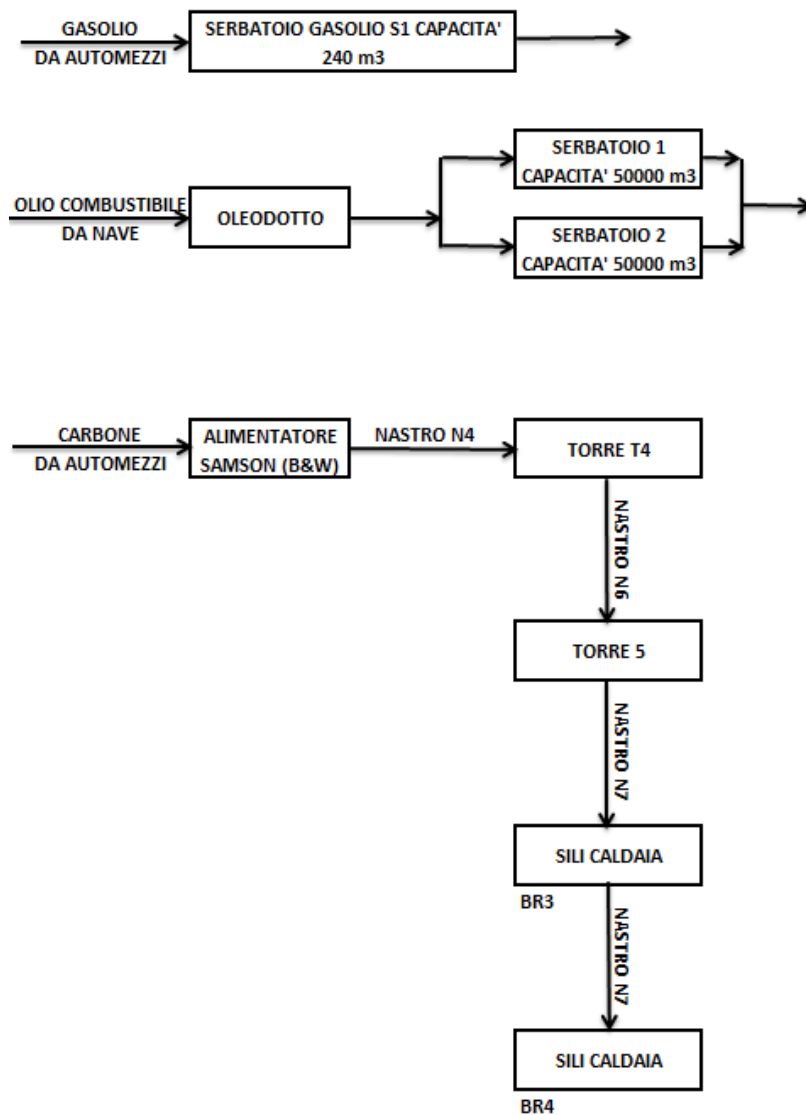 GASOLIO
DA AUTOMEZZI
SERBATOIO GASOLIO S1 CAPACITA'
240 m3
OLIO COMBUSTIBILE
DA NAVE
OLEODOTTO
SERBATOIO 1
CAPACITA' 50000 m3
SERBATOIO 2
CAPACITA' 50000 m3
CARBONE
DA AUTOMEZZI
ALIMENTATORE
SAMSON (B&W)
NASTRO N4
TORRE T4
NASTRO N6
TORRE 5
NASTRO N7
SILI CALDAIA
BR3
NASTRO N7
SILI CALDAIA
BR4